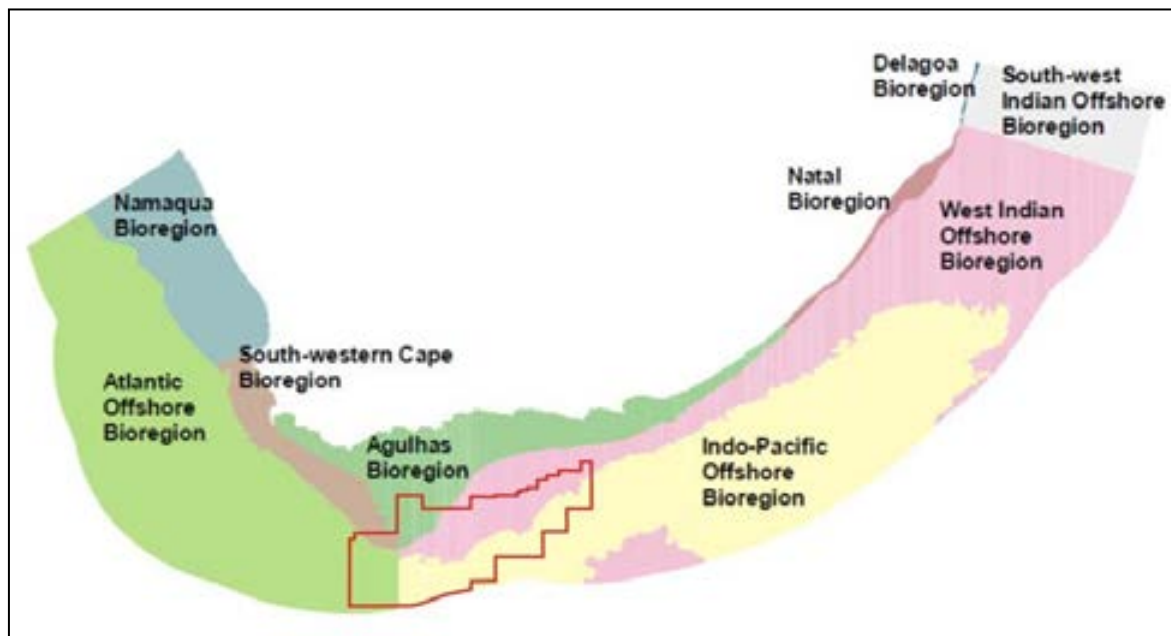 Delagoa
Bioregion
South-west
Indian Offshore
Bioregion
Namaqua
Bioregion
Natal
Bioregion
West Indian
Offshore
Bioregion
South-western Cape
Bioregion
Atlantic
Offshore
Bioregion
Agulhas
Bioregion
Indo-Pacific
Offshore
Bioregion